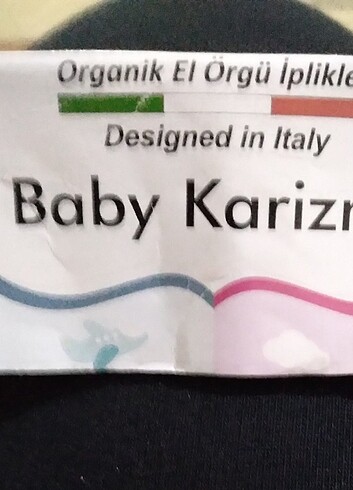 Organik El Örgü İplikle
Designed in Italy
Baby Kariz